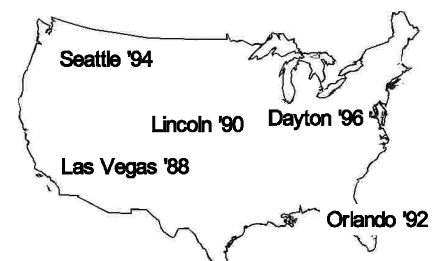 Seattle '94
Lincoln '90
Dayton '96
Las Vegas '88
Orlando '92